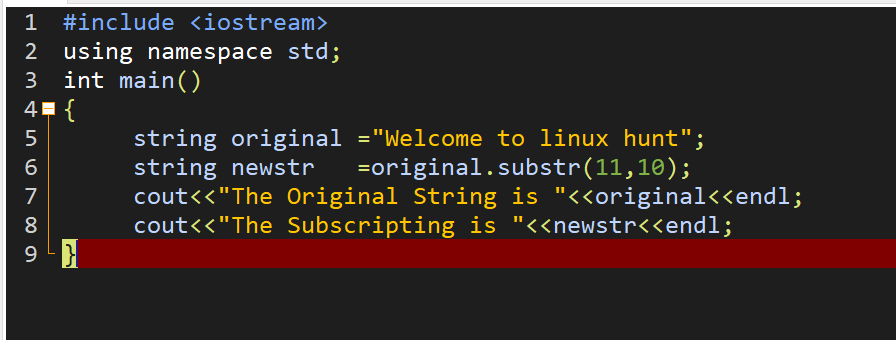 1 #include <iostream>
2 using namespace std;
3 int main()
4 {
5 string original ="Welcome to linux hunt";
6 string newstr   =original.substr(11,10);
7 cout<<"The Original String is "<<original<<endl;
8 cout<<"The Subscripting is "<<newstr<<endl;
9 }